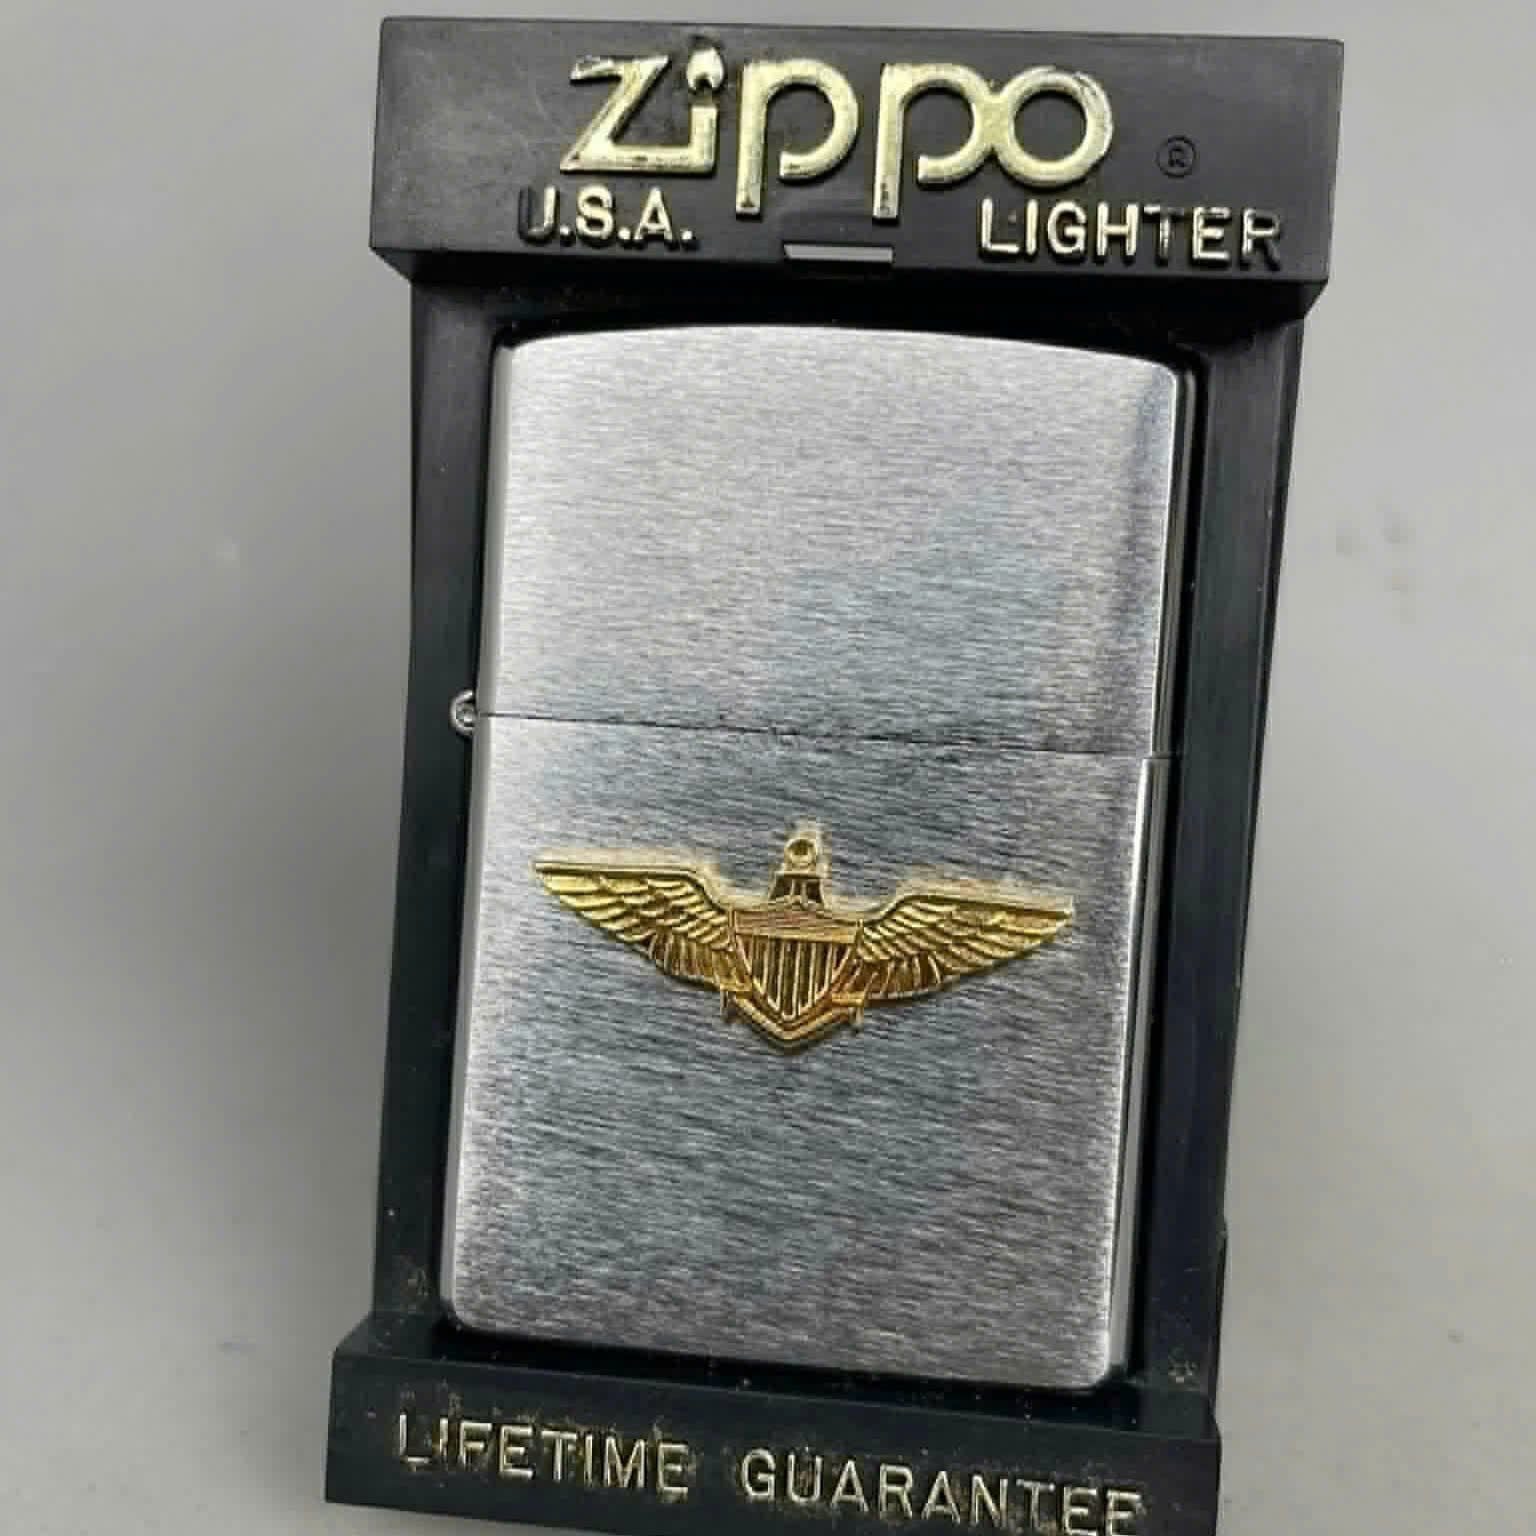 Zippo ®
U.S.A. LIGHTER
LIFETIME GUARANTEE